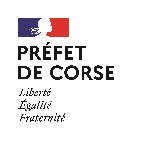 PRÉFET
DE CORSE
Liberté
Égalité
Fraternité